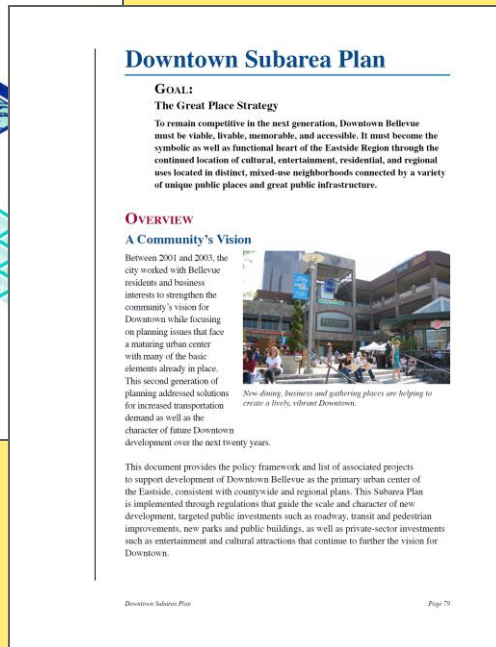 Downtown Subarea Plan
GOAL:
The Great Place Strategy
To remain competitive in the next generation, Downtown Bellevue
must be viable, livable, memorable, and accessible. It must become the
symbolic as well as functional heart of the Eastside Region through the
continued location of cultural, entertainment, residential, and regional
uses located in distinct, mixed-use neighborhoods connected by a variety
of unique public places and great public infrastructure.
OVERVIEW
A Community's Vision
Between 2001 and 2003, the
city worked with Bellevue
residents and business
interests to strengthen the
community's vision for
Downtown while focusing
on planning issues that face
a maturing urban center
with many of the basic
elements already in place.
This second generation of
planning addressed solutions
for increased transportation
demand as well as the
character of future Downtown
development over the next twenty years.
New dining, business and gathering places are helping to
create a lively, vibrant Downtown.
This document provides the policy framework and list of associated projects
to support development of Downtown Bellevue as the primary urban center of
the Eastside, consistent with countywide and regional plans. This Subarea Plan
is implemented through regulations that guide the scale and character of new
development, targeted public investments such as roadway, transit and pedestrian
improvements, new parks and public buildings, as well as private-sector investments
such as entertainment and cultural attractions that continue to further the vision for
Downtown.
Downtown Subarea Plan
Page 79